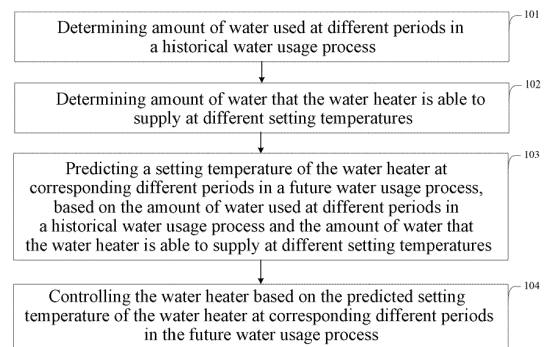 Determining amount of water used at different periods in
a historical water usage process
101
Determining amount of water that the water heater is able to
supply at different setting temperatures
102
Predicting a setting temperature of the water heater at
corresponding different periods in a future water usage process,
based on the amount of water used at different periods in
a historical water usage process and the amount of water that
the water heater is able to supply at different setting temperatures
103
Controlling the water heater based on the predicted setting
temperature of the water heater at corresponding different periods
in the future water usage process
104